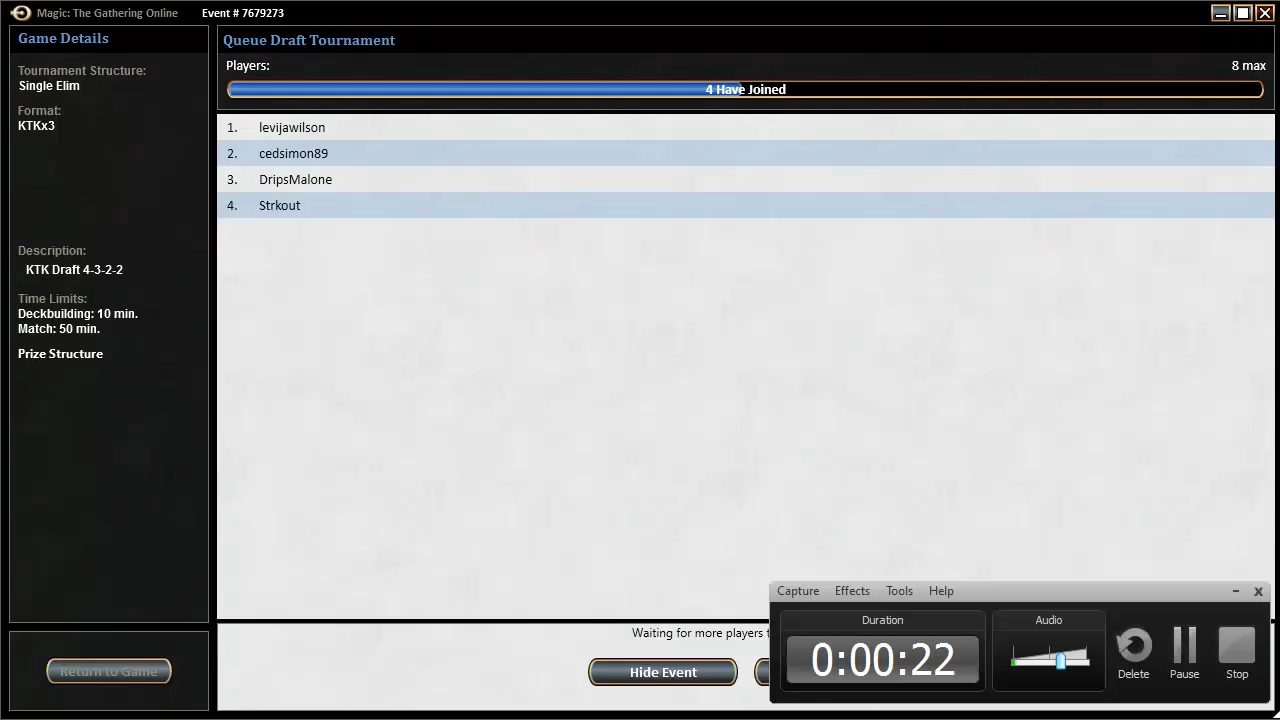 Magic: The Gathering Online Event # 7679273
Game Details
Tournament Structure:
Single Elim
Format:
KTKx3
Description:
KTK Draft 4-3-2-2
Time Limits:
Deckbuilding: 10 min.
Match: 50 min.
Prize Structure
Return to Game
Queue Draft Tournament
Players: 8 max
4 Have Joined
1. levijawilson
2. cedsimon89
3. DripsMalone
4. Strkout
Waiting for more players
Hide Event
Capture Effects Tools Help
Duration
0:00:22
Audio
Delete
Pause
Stop